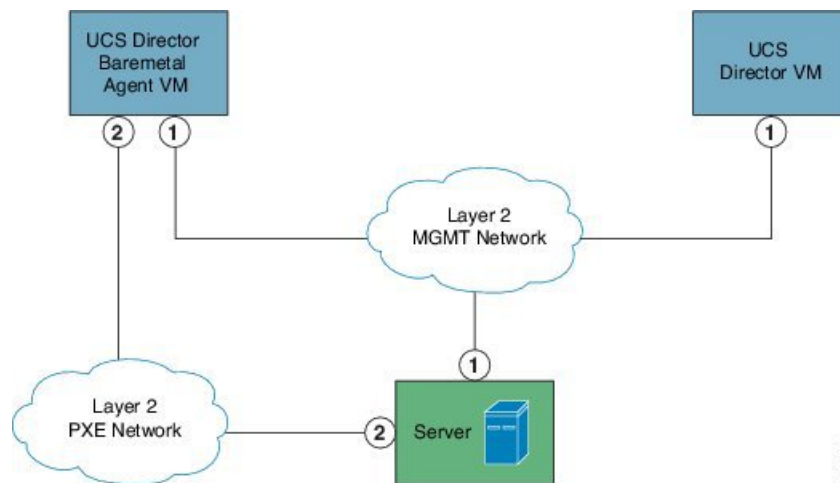 UCS Director
Baremetal
Agent VM
UCS
Director VM
2
1
1
Layer 2
MGMT Network
1
Layer 2
PXE Network
2
Server